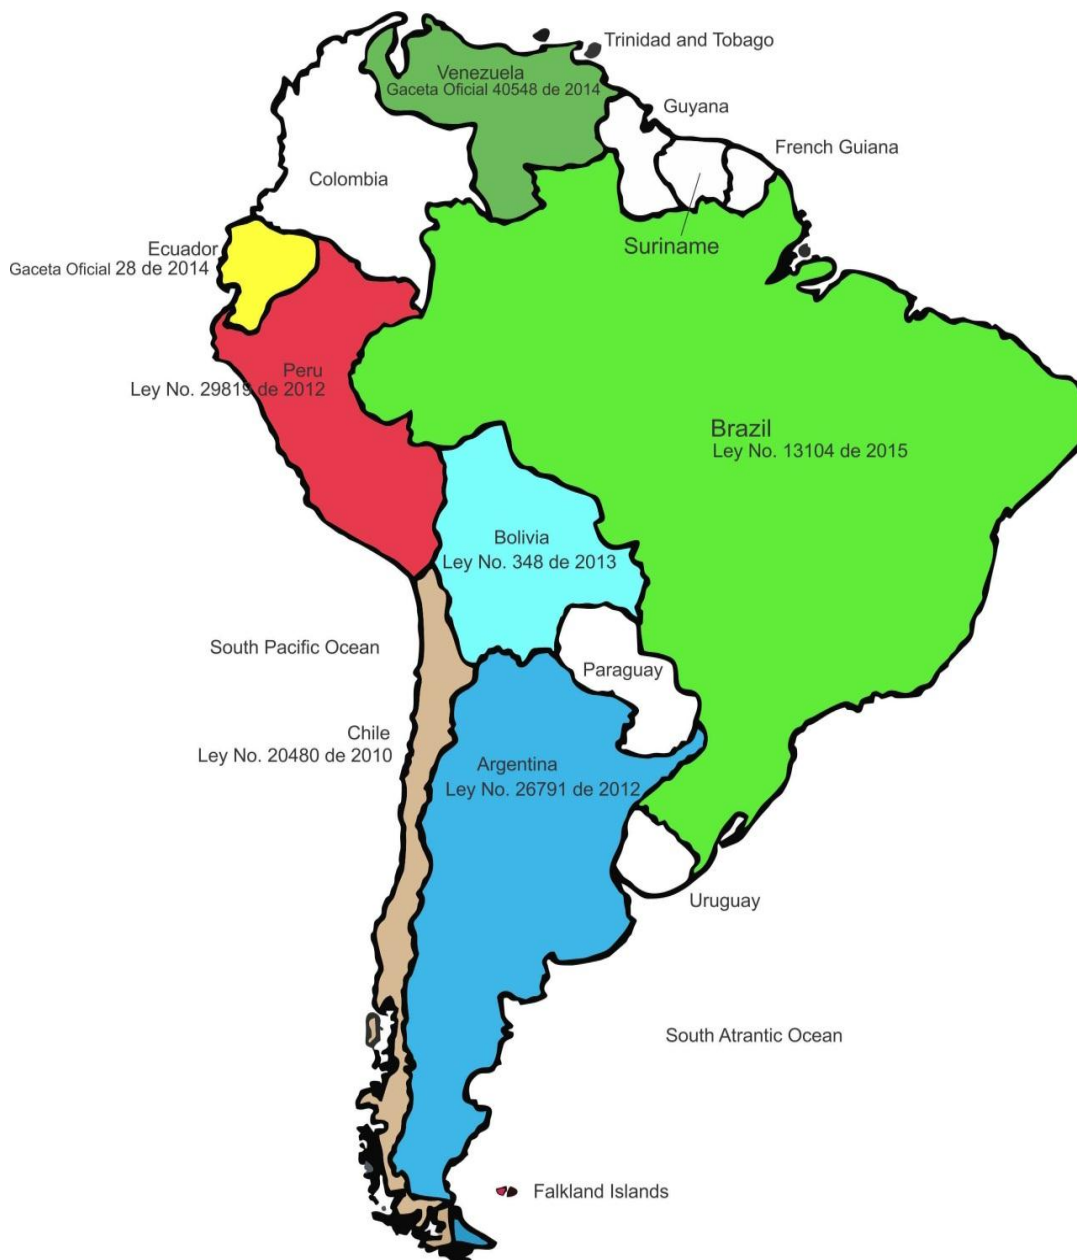 Trinidad and Tobago
Venezuela
Gaceta Oficial 40548 de 2014
Guyana
French Guiana
Colombia
Suriname
Ecuador
Gaceta Oficial 28 de 2014
Peru
Ley No. 29819 de 2012
Brazil
Ley No. 13104 de 2015
Bolivia
Ley No. 348 de 2013
South Pacific Ocean
Paraguay
Chile
Ley No. 20480 de 2010
Argentina
Ley No. 26791 de 2012
Uruguay
South Atrantic Ocean
Falkland Islands